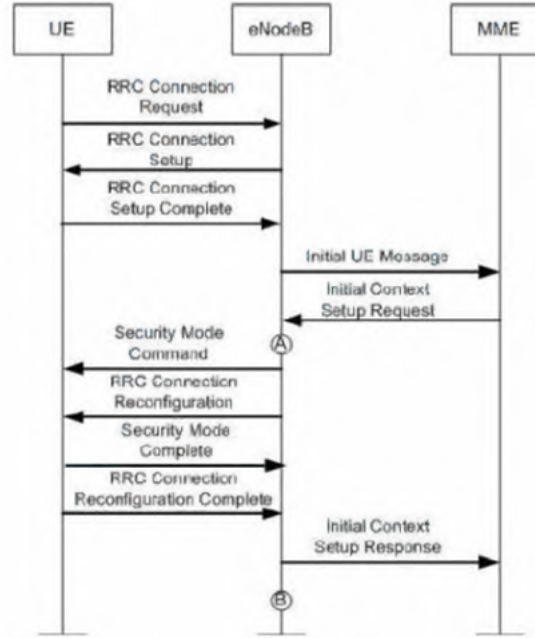 UE
eNodeB
MME
RRC Connection
Request
RRC Connection
Setup
RRC Connection
Setup Complete
Initial UE Message
Initial Context
Setup Request
A
Security Mode
Command
RRC Connection
Reconfiguration
Security Mode
Complete
RRC Connection
Reconfiguration Complete
Initial Context
Setup Response
B